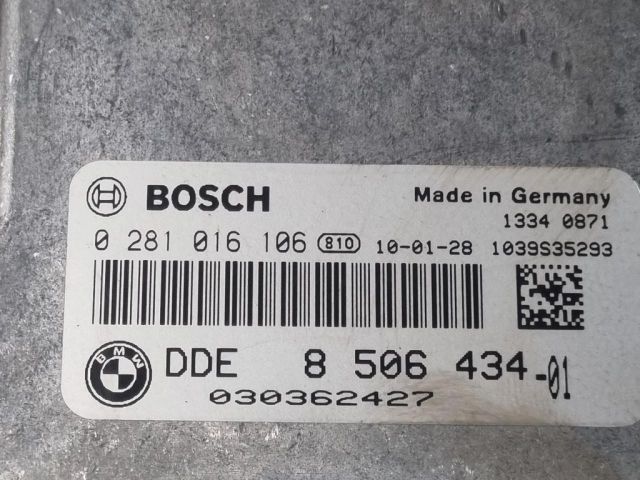 BOSCH Made in Germany
1334 0871
0 281 016 106 810 10-01-28 1039S35293
BMW DDE 8 506 434-01
030362427